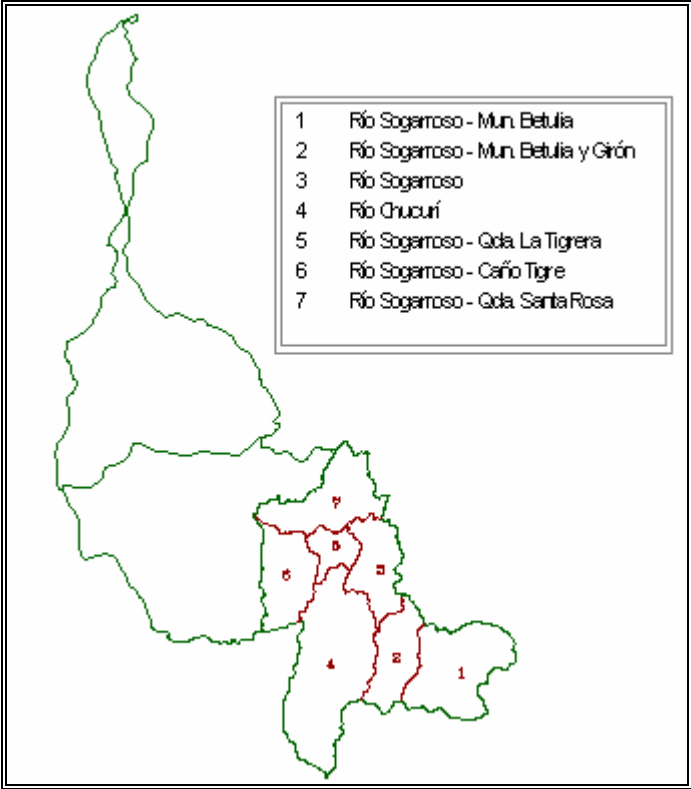 1 Río Sogamoso - Mun. Betulia
2 Río Sogamoso - Mun. Betulia y Girón
3 Río Sogamoso
4 Río Chucurí
5 Río Sogamoso - Qda. La Tigrera
6 Río Sogamoso - Caño Tigre
7 Río Sogamoso - Qda. Santa Rosa
7
5
3
6
4
2
1